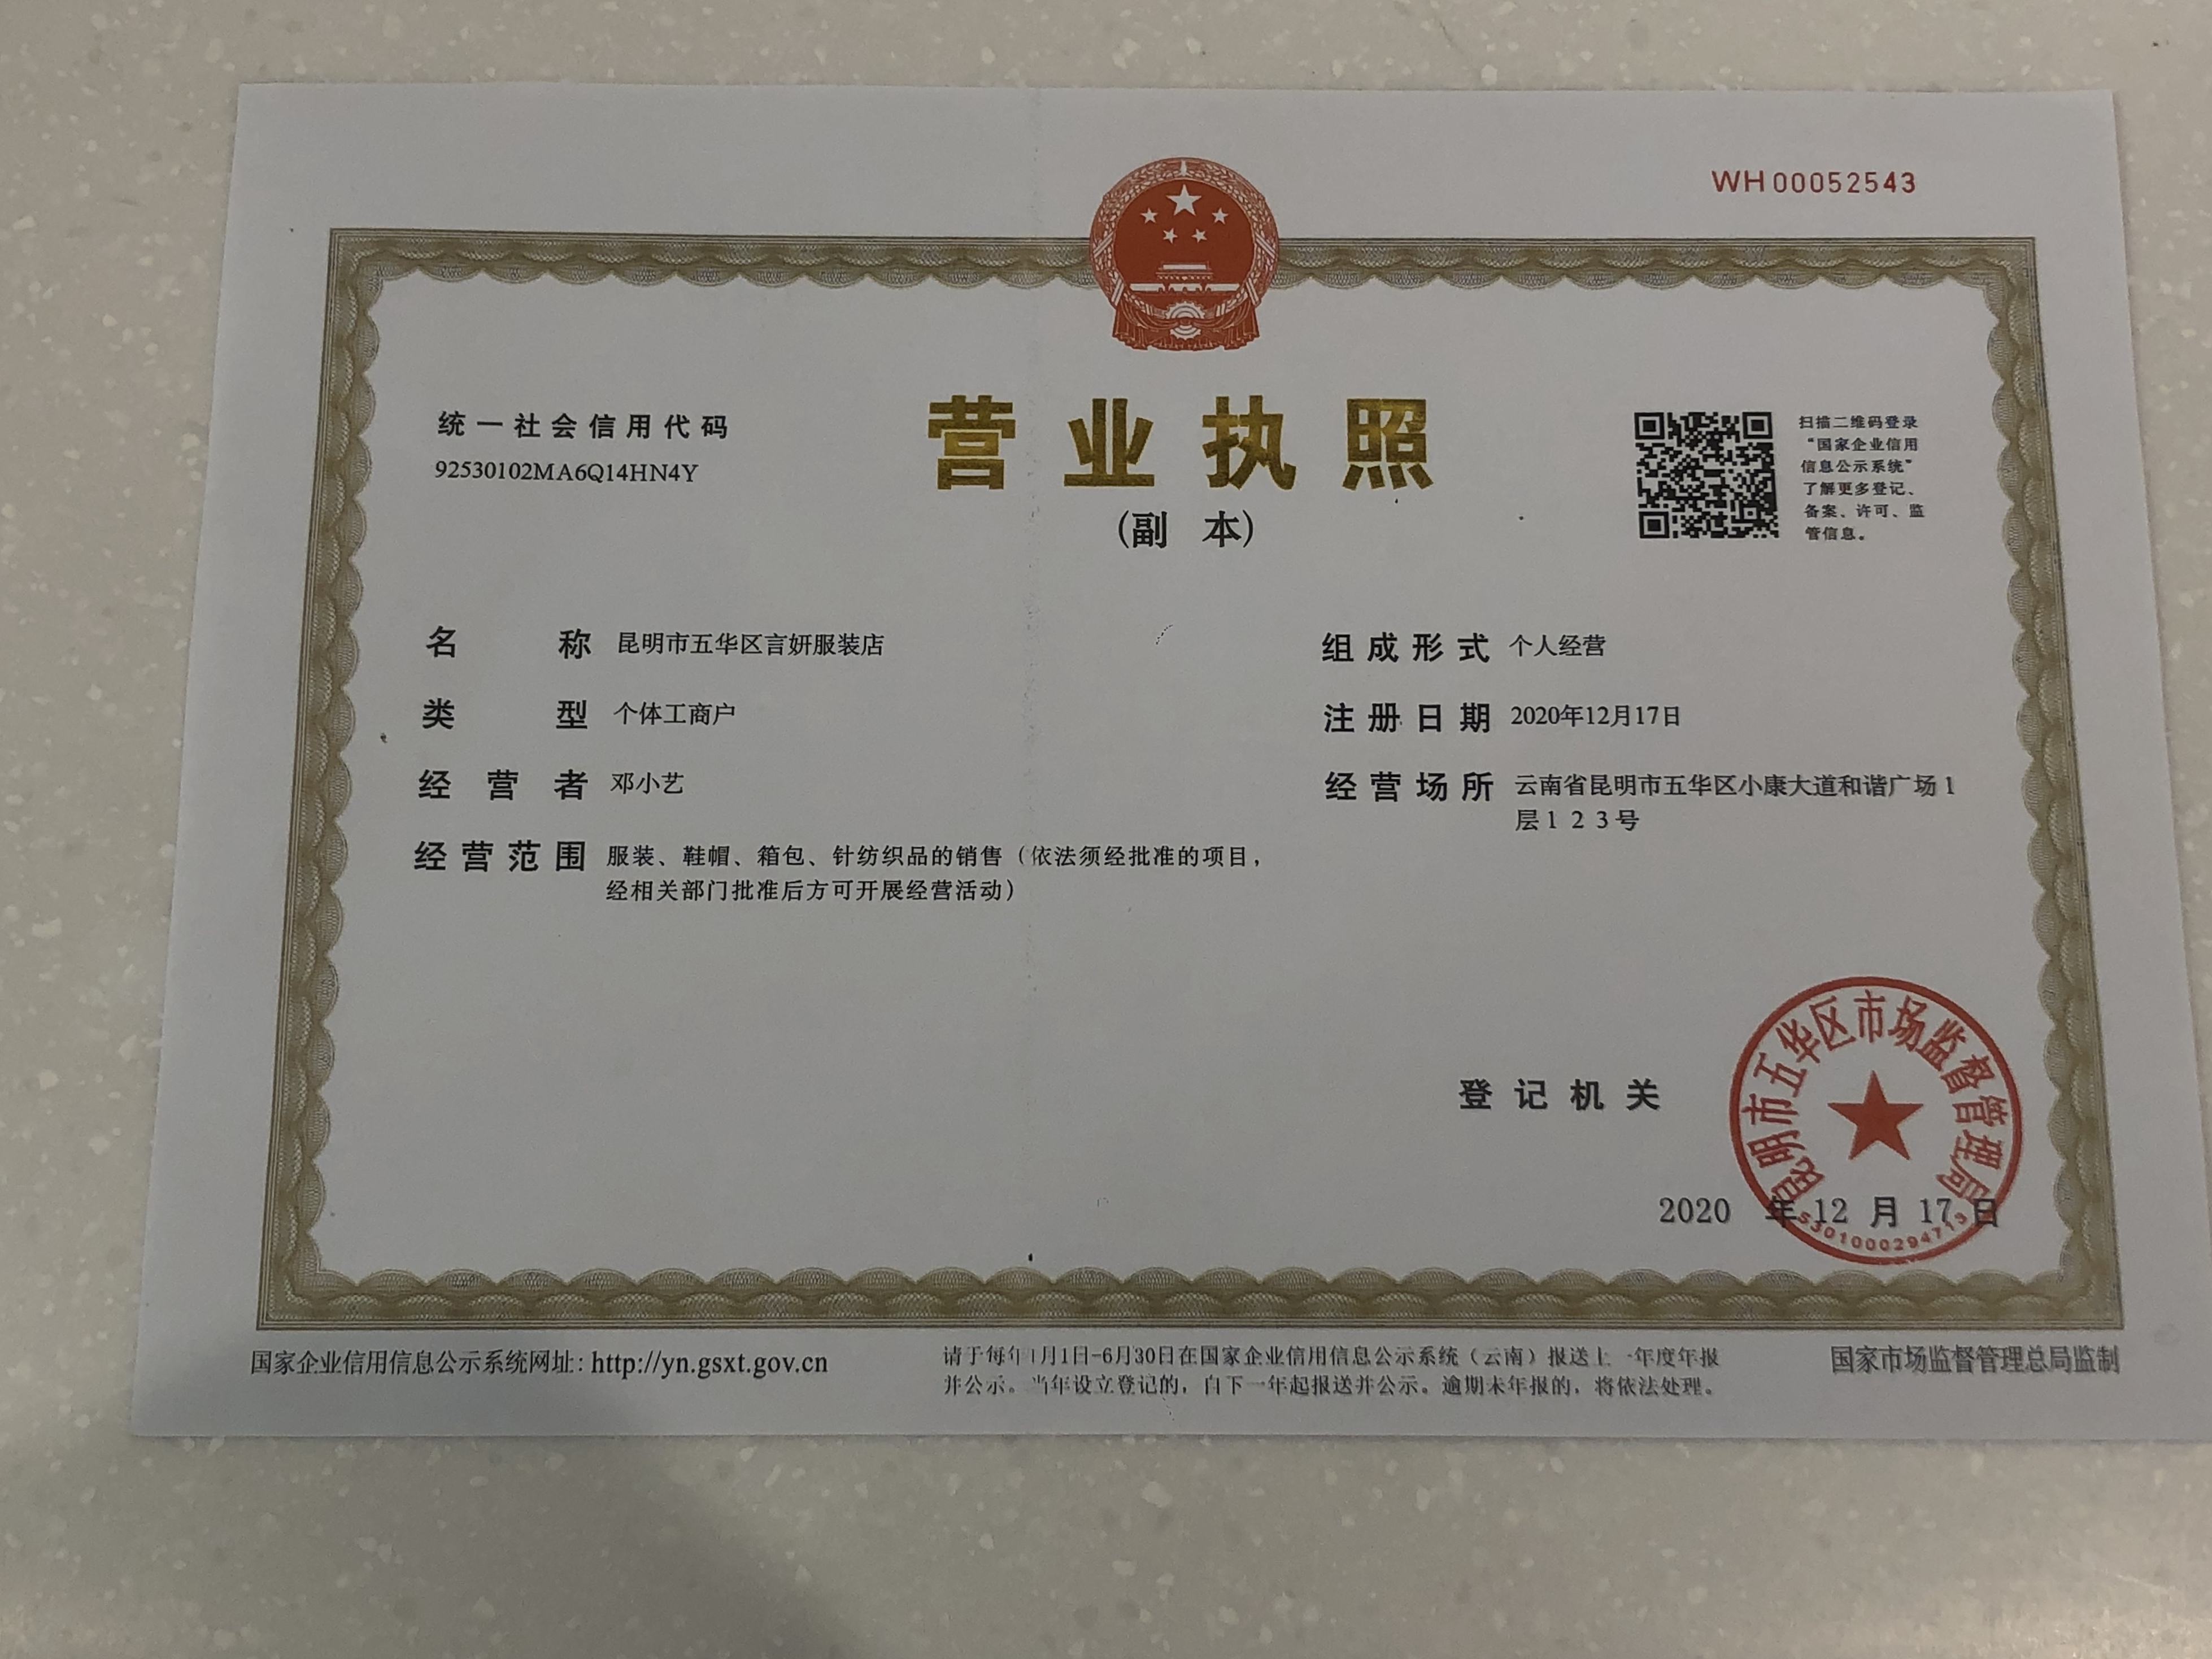 WH00052543
统一社会信用代码
92530102MA6Q14HN4Y
营业执照
(副 本)
扫描二维码登录
“国家企业信用
信息公示系统”
了解更多登记、
备案、许可、监
管信息。
名 称 昆明市五华区言妍服装店
类 型 个体工商户
经 营 者 邓小艺
经营范围 服装、鞋帽、箱包、针纺织品的销售（依法须经批准的项目，
经相关部门批准后方可开展经营活动）
组成形式 个人经营
注册日期 2020年12月17日
经营场所 云南省昆明市五华区小康大道和谐广场1
层123号
登记机关
昆明市五华区市场监督管理局
2020 年 12 月 17 日
5301000294713
国家企业信用信息公示系统网址：http://yn.gsxt.gov.cn
请于每年1月1日-6月30日在国家企业信用信息公示系统（云南）报送上一年度年报
并公示。当年设立登记的，自下一年起报送并公示。逾期未年报的，将依法处理。
国家市场监督管理总局监制